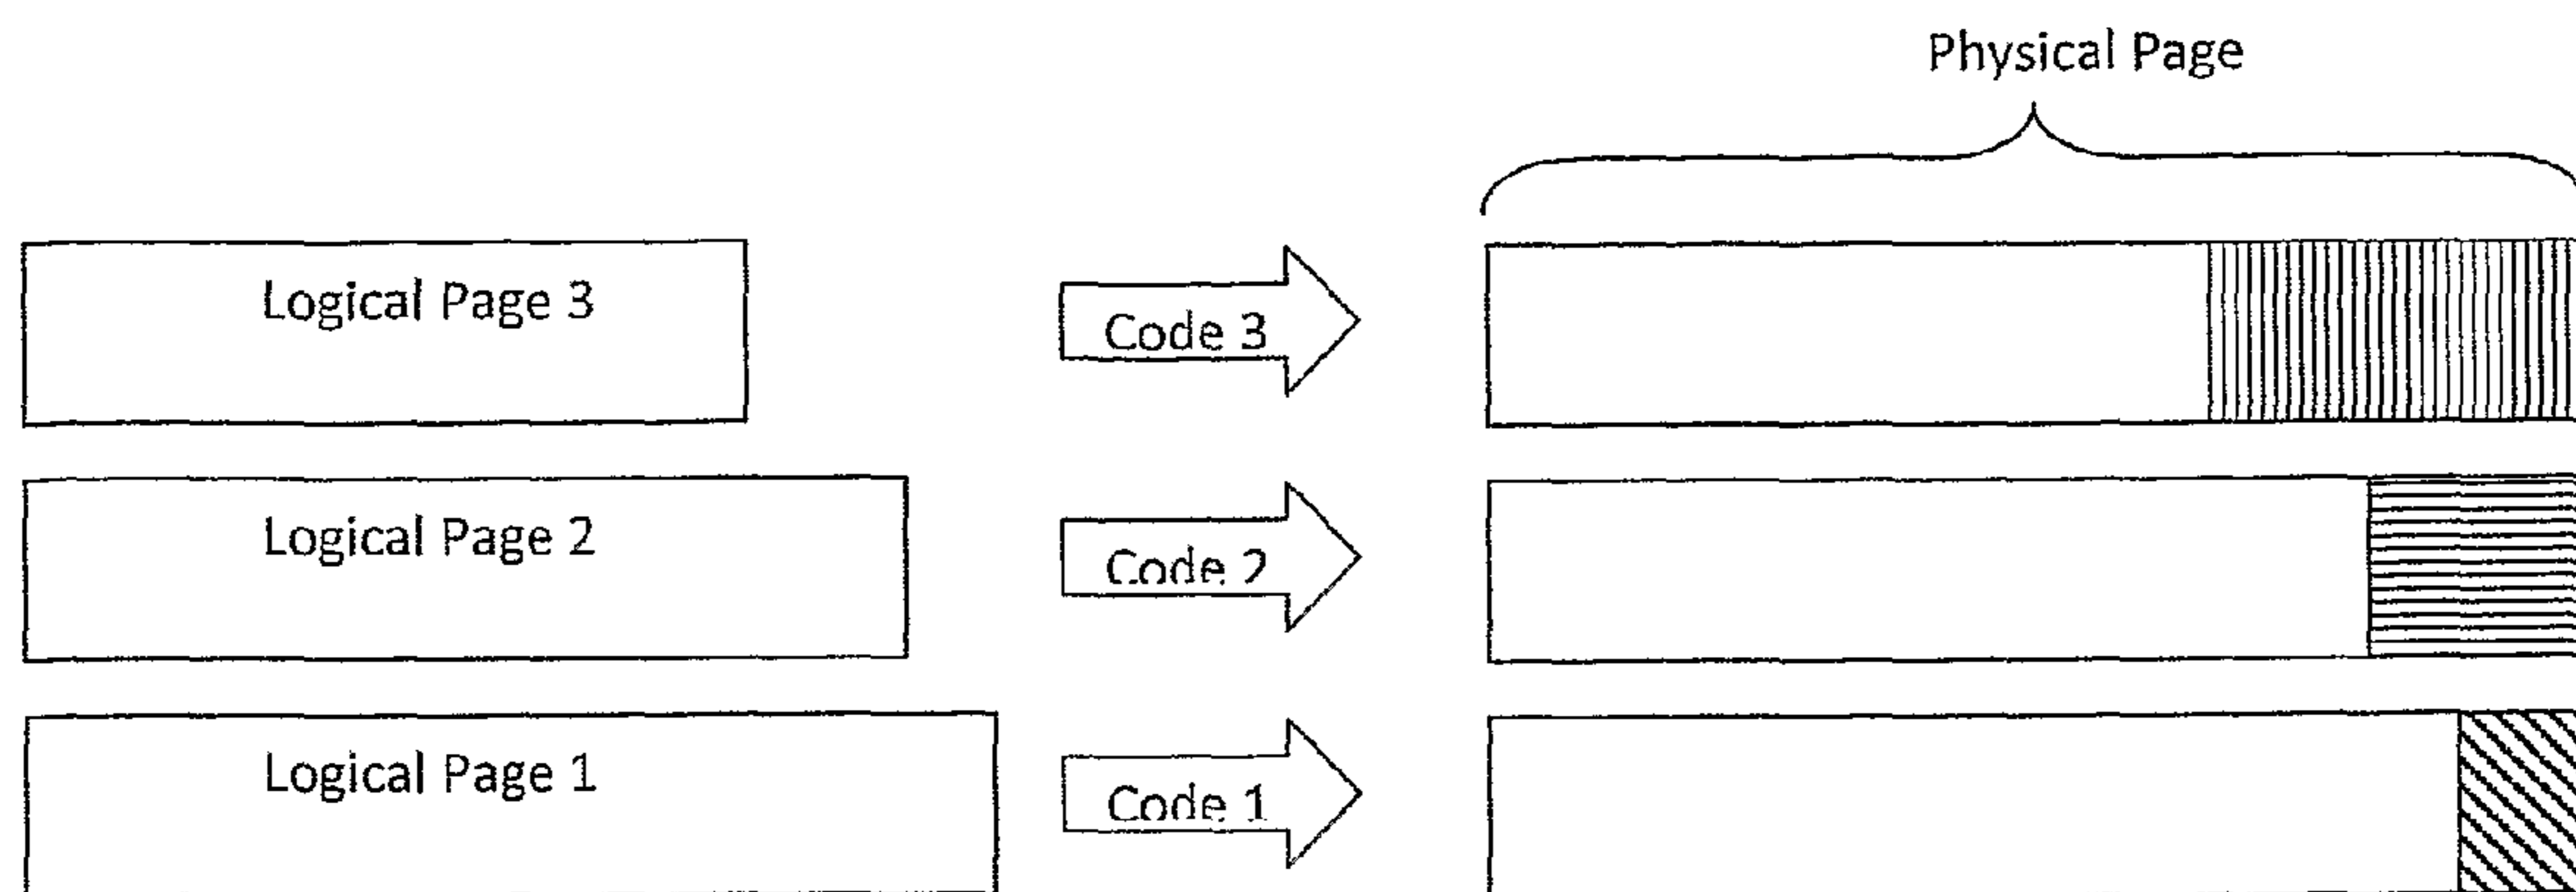 Physical Page
Logical Page 3
Code 3
Logical Page 2
Code 2
Logical Page 1
Code 1